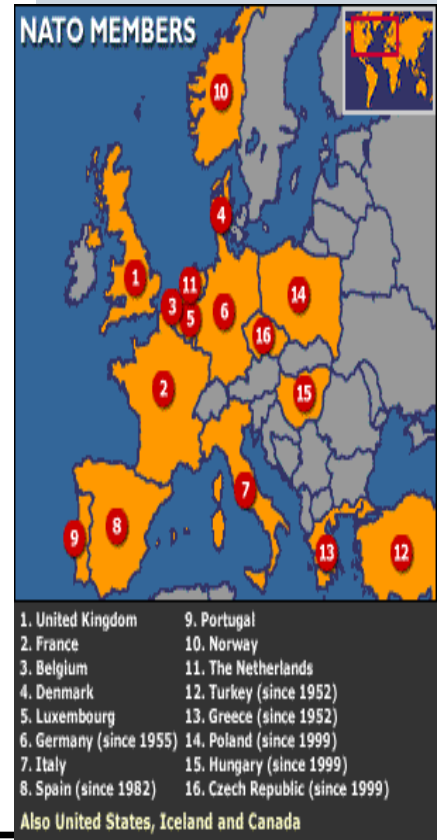 NATO MEMBERS
10
4
1
11
3
5
6
14
16
2
15
7
9
8
13
12
1. United Kingdom
2. France
3. Belgium
4. Denmark
5. Luxembourg
6. Germany (since 1955)
7. Italy
8. Spain (since 1982)
9. Portugal
10. Norway
11. The Netherlands
12. Turkey (since 1952)
13. Greece (since 1952)
14. Poland (since 1999)
15. Hungary (since 1999)
16. Czech Republic (since 1999)
Also United States, Iceland and Canada